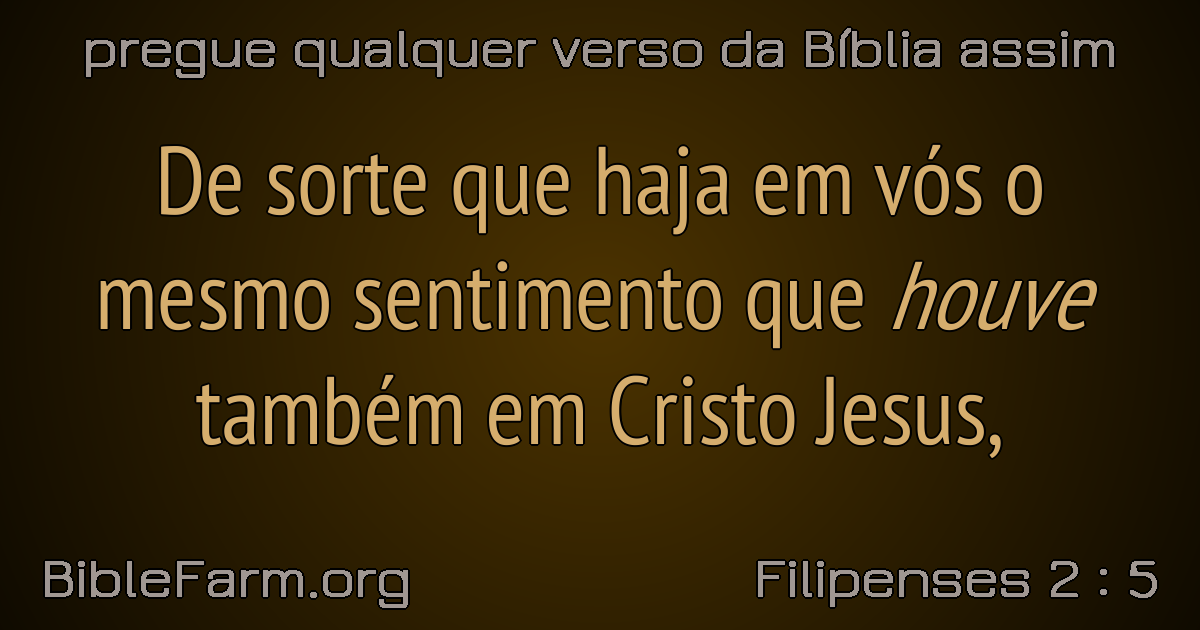 pregue qualquer verso da Bíblia assim
De sorte que haja em vós o
mesmo sentimento que houve
também em Cristo Jesus,
BibleFarm.org
Filipenses 2 : 5